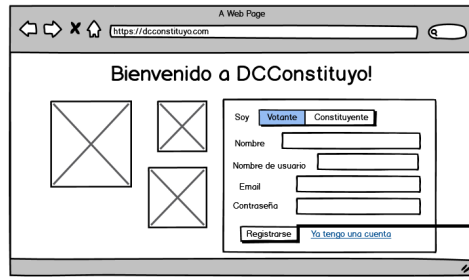 A Web Page
https://dcconstituyo.com
Bienvenido a DCConstituyo!
Soy Votante Constituyente
Nombre
Nombre de usuario
Email
Contraseña
Registrarse Ya tengo una cuenta